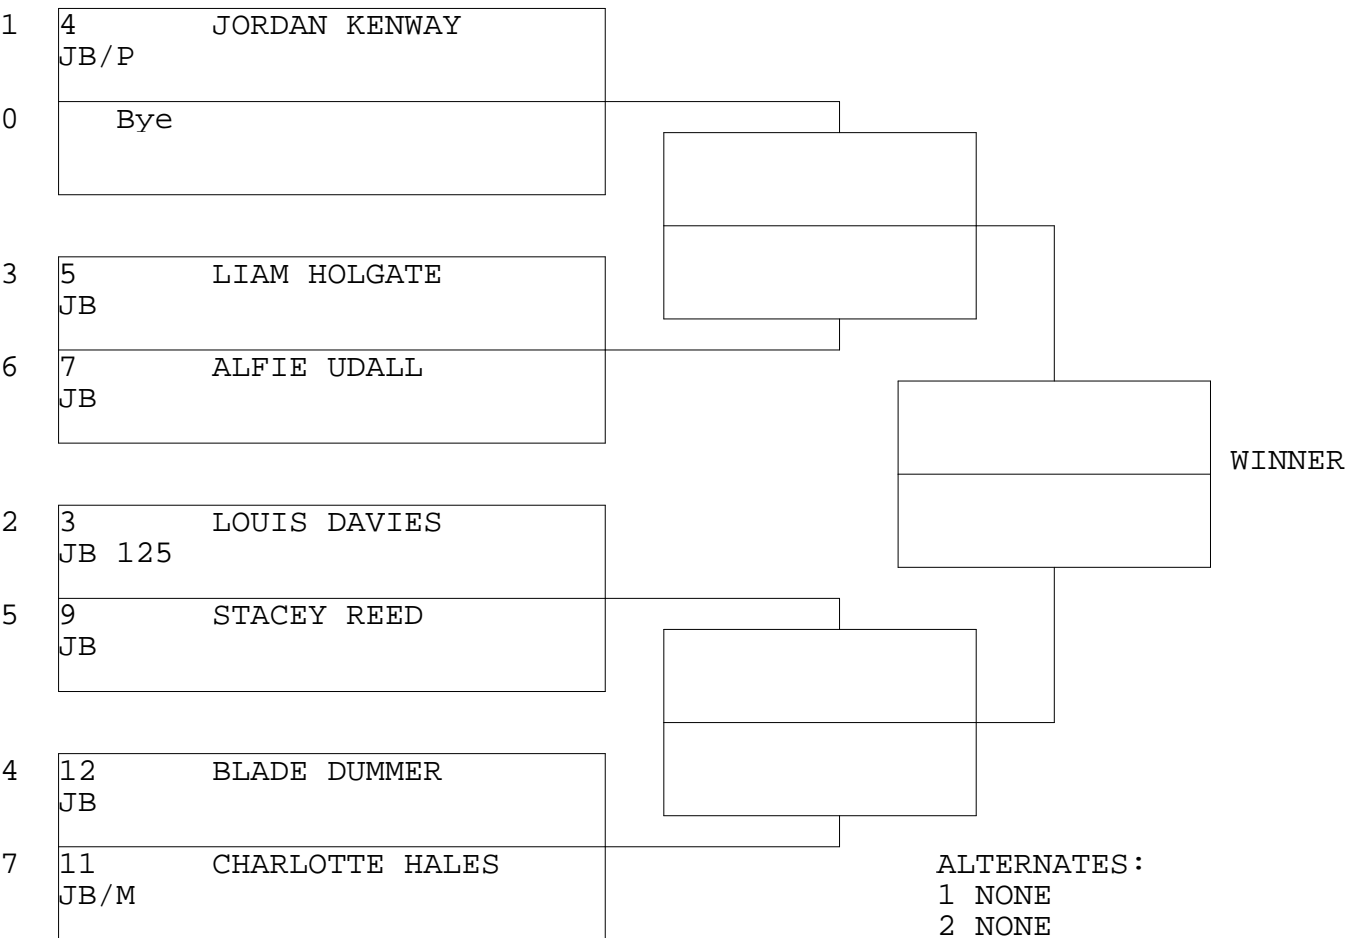 1 4 JORDAN KENWAY
JB/P
0 Bye
3 5 LIAM HOLGATE
JB
6 7 ALFIE UDALL
JB
WINNER
2 3 LOUIS DAVIES
JB 125
5 9 STACEY REED
JB
4 12 BLADE DUMMER
JB
7 11 CHARLOTTE HALES
JB/M
ALTERNATES:
1 NONE
2 NONE